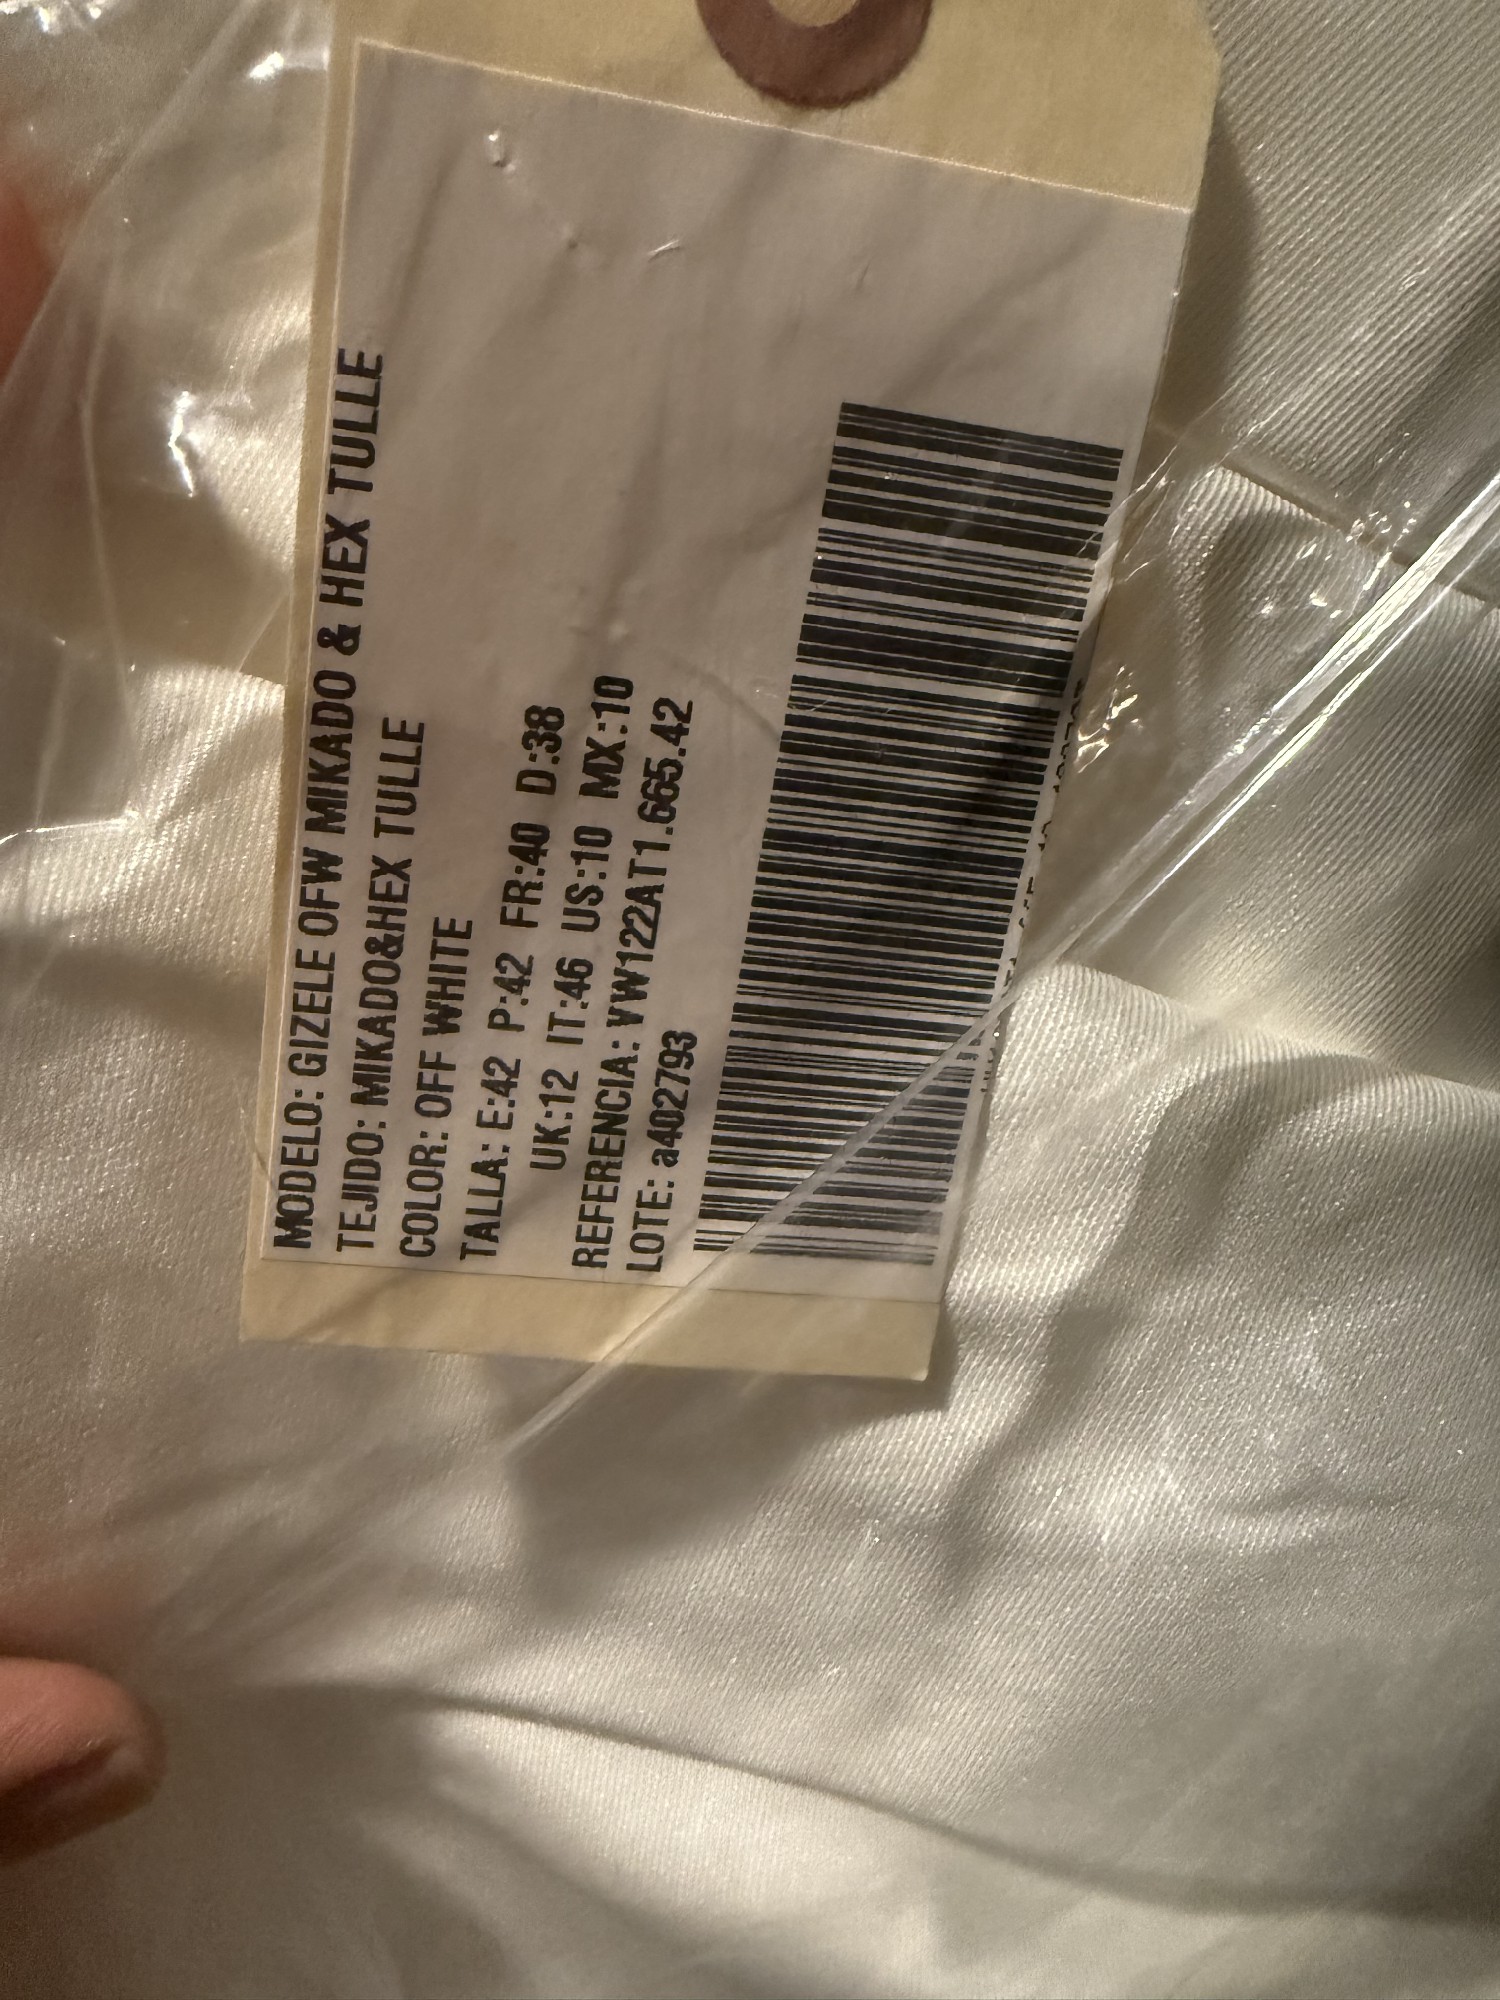 MODELO: GIZELE OFW MIKADO & HEX TULLE
TEJIDO: MIKADO&HEX TULLE
COLOR: OFF WHITE
TALLA: E:42 P:42 FR:40 D:38
UK:12 IT:46 US:10 MX:10
REFERENCIA: VW122AT1.665.42
LOTE: a402793